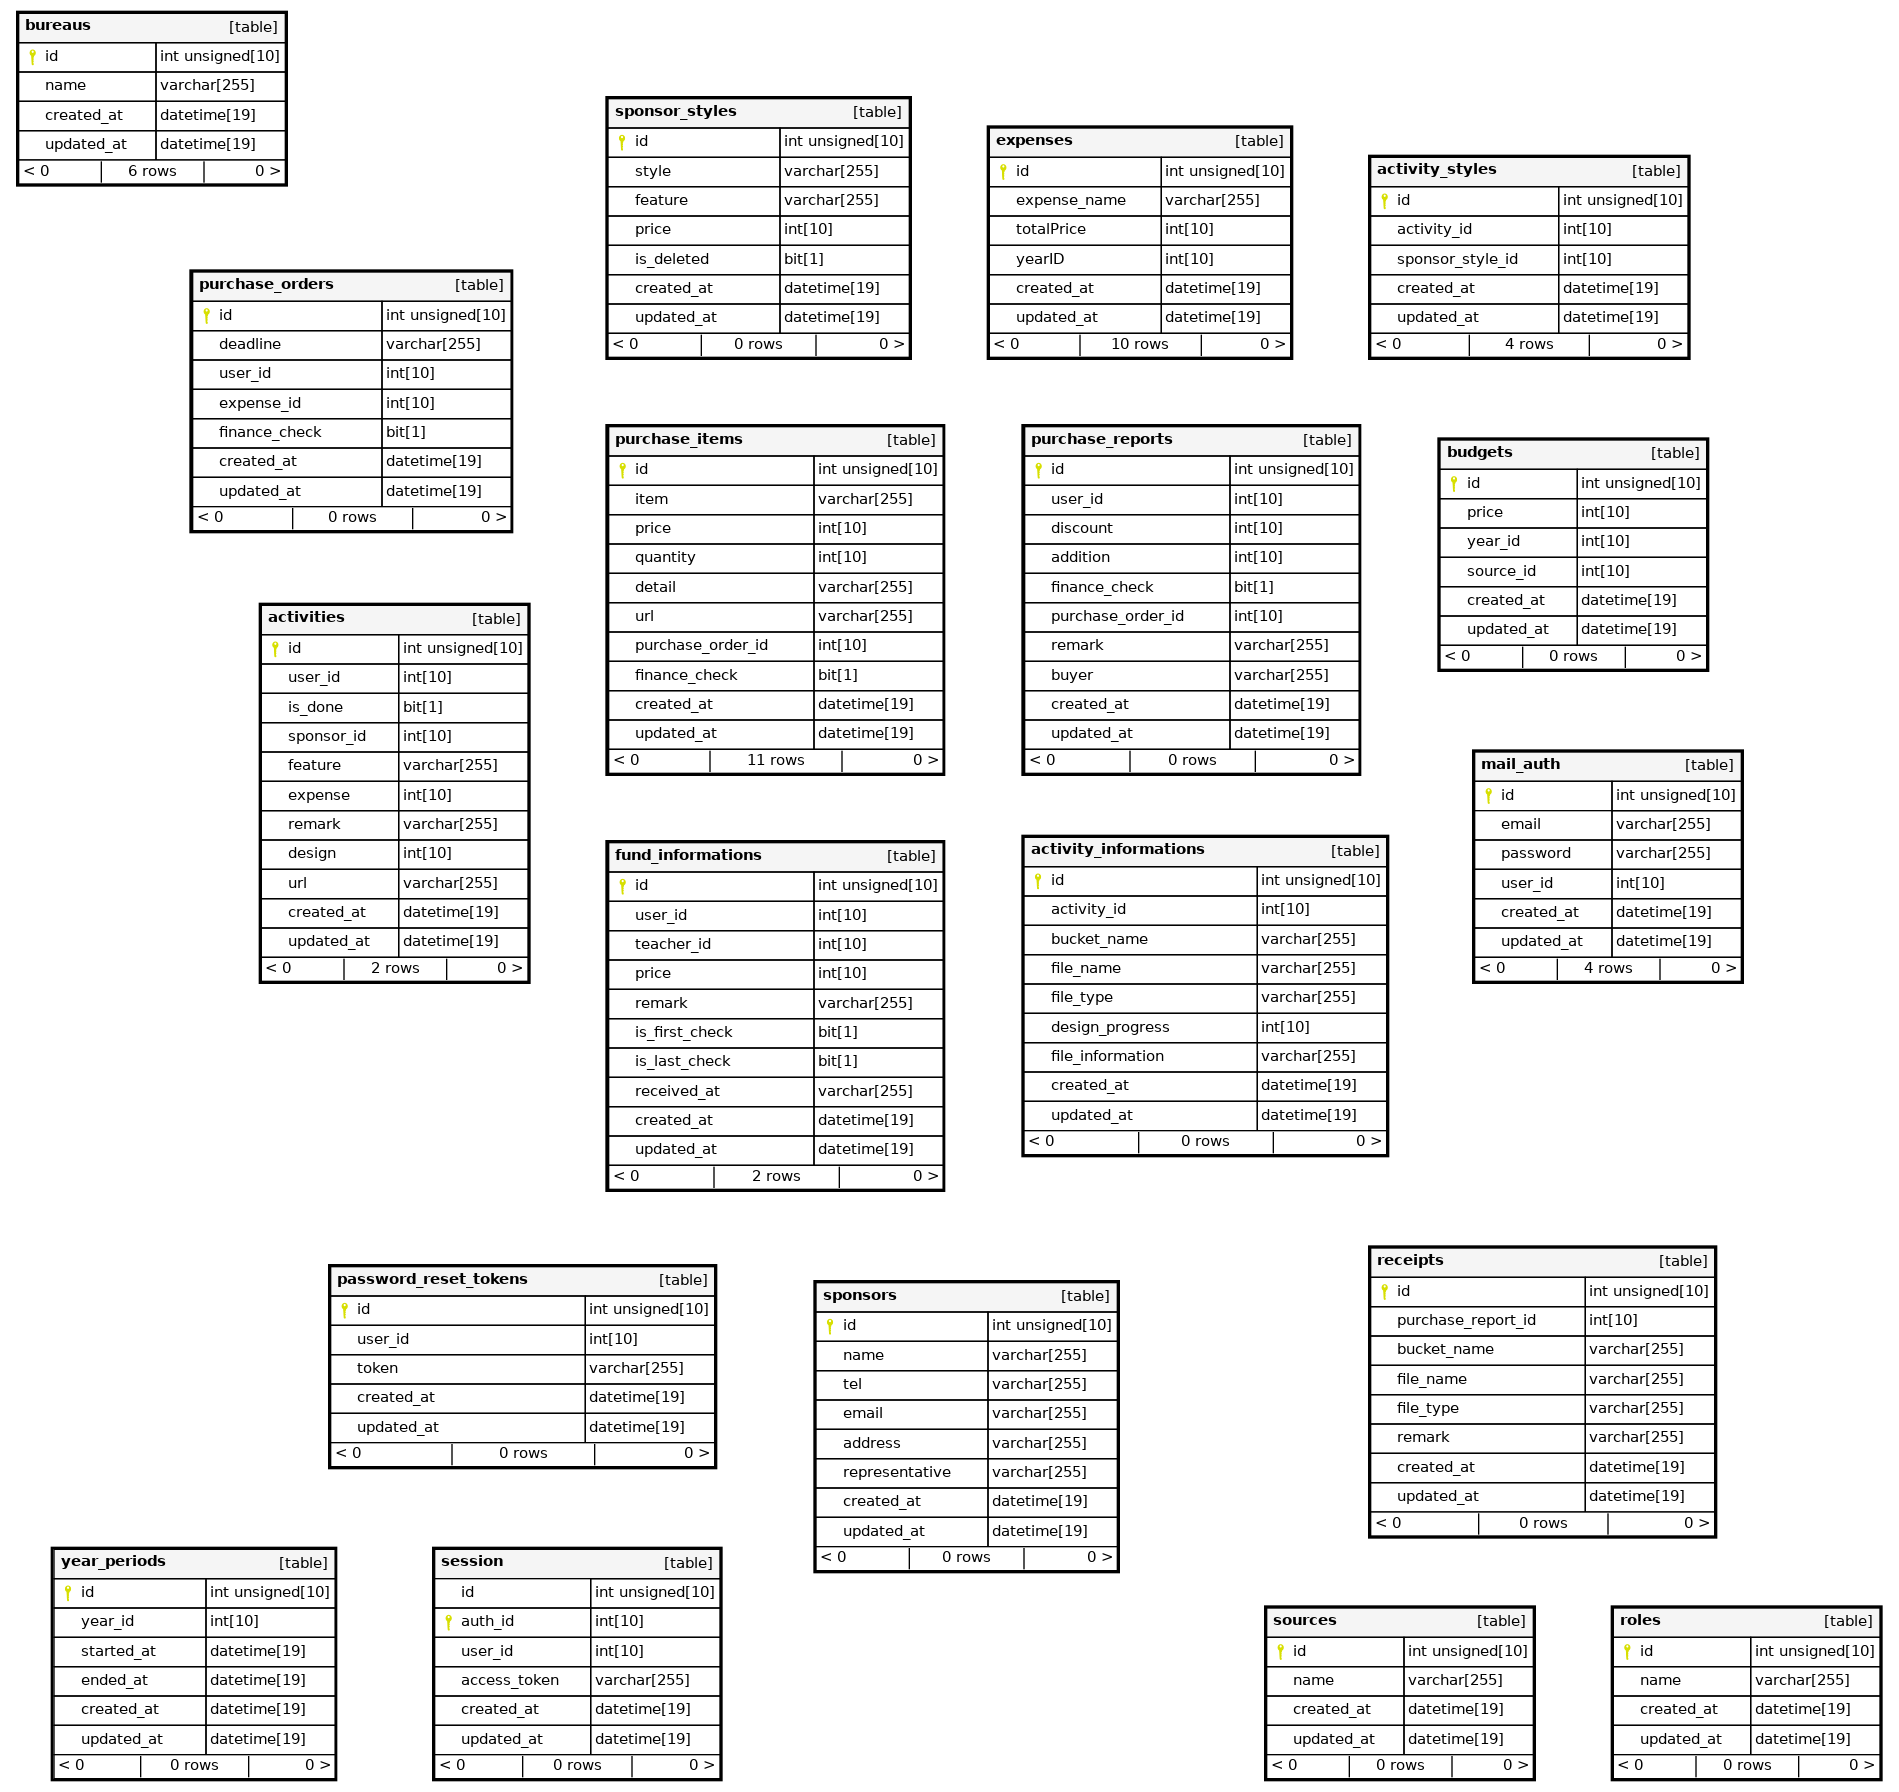 bureaus [table]
id int unsigned[10]
name varchar[255]
created_at datetime[19]
updated_at datetime[19]
< 0 6 rows 0 >
sponsor_styles [table]
id int unsigned[10]
style varchar[255]
feature varchar[255]
price int[10]
is_deleted bit[1]
created_at datetime[19]
updated_at datetime[19]
< 0 0 rows 0 >
expenses [table]
id int unsigned[10]
expense_name varchar[255]
totalPrice int[10]
yearID int[10]
created_at datetime[19]
updated_at datetime[19]
< 0 10 rows 0 >
activity_styles [table]
id int unsigned[10]
activity_id int[10]
sponsor_style_id int[10]
created_at datetime[19]
updated_at datetime[19]
< 0 4 rows 0 >
purchase_orders [table]
id int unsigned[10]
deadline varchar[255]
user_id int[10]
expense_id int[10]
finance_check bit[1]
created_at datetime[19]
updated_at datetime[19]
< 0 0 rows 0 >
purchase_items [table]
id int unsigned[10]
item varchar[255]
price int[10]
quantity int[10]
detail varchar[255]
url varchar[255]
purchase_order_id int[10]
finance_check bit[1]
created_at datetime[19]
updated_at datetime[19]
< 0 11 rows 0 >
purchase_reports [table]
id int unsigned[10]
user_id int[10]
discount int[10]
addition int[10]
finance_check bit[1]
purchase_order_id int[10]
remark varchar[255]
buyer varchar[255]
created_at datetime[19]
updated_at datetime[19]
< 0 0 rows 0 >
budgets [table]
id int unsigned[10]
price int[10]
year_id int[10]
source_id int[10]
created_at datetime[19]
updated_at datetime[19]
< 0 0 rows 0 >
activities [table]
id int unsigned[10]
user_id int[10]
is_done bit[1]
sponsor_id int[10]
feature varchar[255]
expense int[10]
remark varchar[255]
design int[10]
url varchar[255]
created_at datetime[19]
updated_at datetime[19]
< 0 2 rows 0 >
mail_auth [table]
id int unsigned[10]
email varchar[255]
password varchar[255]
user_id int[10]
created_at datetime[19]
updated_at datetime[19]
< 0 4 rows 0 >
fund_informations [table]
id int unsigned[10]
user_id int[10]
teacher_id int[10]
price int[10]
remark varchar[255]
is_first_check bit[1]
is_last_check bit[1]
received_at varchar[255]
created_at datetime[19]
updated_at datetime[19]
< 0 2 rows 0 >
activity_informations [table]
id int unsigned[10]
activity_id int[10]
bucket_name varchar[255]
file_name varchar[255]
file_type varchar[255]
design_progress int[10]
file_information varchar[255]
created_at datetime[19]
updated_at datetime[19]
< 0 0 rows 0 >
password_reset_tokens [table]
id int unsigned[10]
user_id int[10]
token varchar[255]
created_at datetime[19]
updated_at datetime[19]
< 0 0 rows 0 >
sponsors [table]
id int unsigned[10]
name varchar[255]
tel varchar[255]
email varchar[255]
address varchar[255]
representative varchar[255]
created_at datetime[19]
updated_at datetime[19]
< 0 0 rows 0 >
receipts [table]
id int unsigned[10]
purchase_report_id int[10]
bucket_name varchar[255]
file_name varchar[255]
file_type varchar[255]
remark varchar[255]
created_at datetime[19]
updated_at datetime[19]
< 0 0 rows 0 >
year_periods [table]
id int unsigned[10]
year_id int[10]
started_at datetime[19]
ended_at datetime[19]
created_at datetime[19]
updated_at datetime[19]
< 0 0 rows 0 >
session [table]
id int unsigned[10]
auth_id int[10]
user_id int[10]
access_token varchar[255]
created_at datetime[19]
updated_at datetime[19]
< 0 0 rows 0 >
sources [table]
id int unsigned[10]
name varchar[255]
created_at datetime[19]
updated_at datetime[19]
< 0 0 rows 0 >
roles [table]
id int unsigned[10]
name varchar[255]
created_at datetime[19]
updated_at datetime[19]
< 0 0 rows 0 >